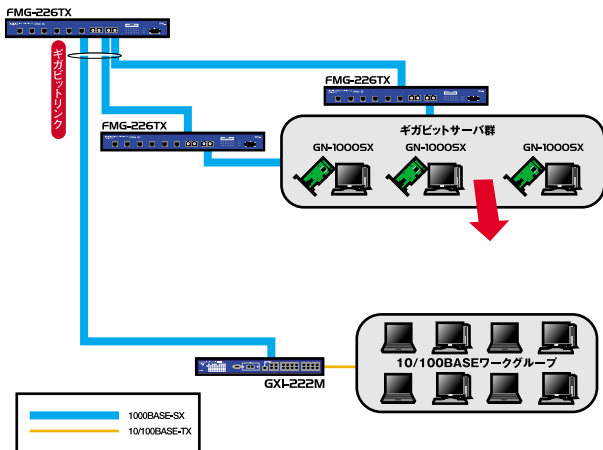 FMG-226TX
ギガビットリンク
FMG-226TX
FMG-226TX
ギガビットサーバ群
GN-1000SX
GN-1000SX
GN-1000SX
10/100BASEワークグループ
GXI-222M
1000BASE-SX
10/100BASE-TX